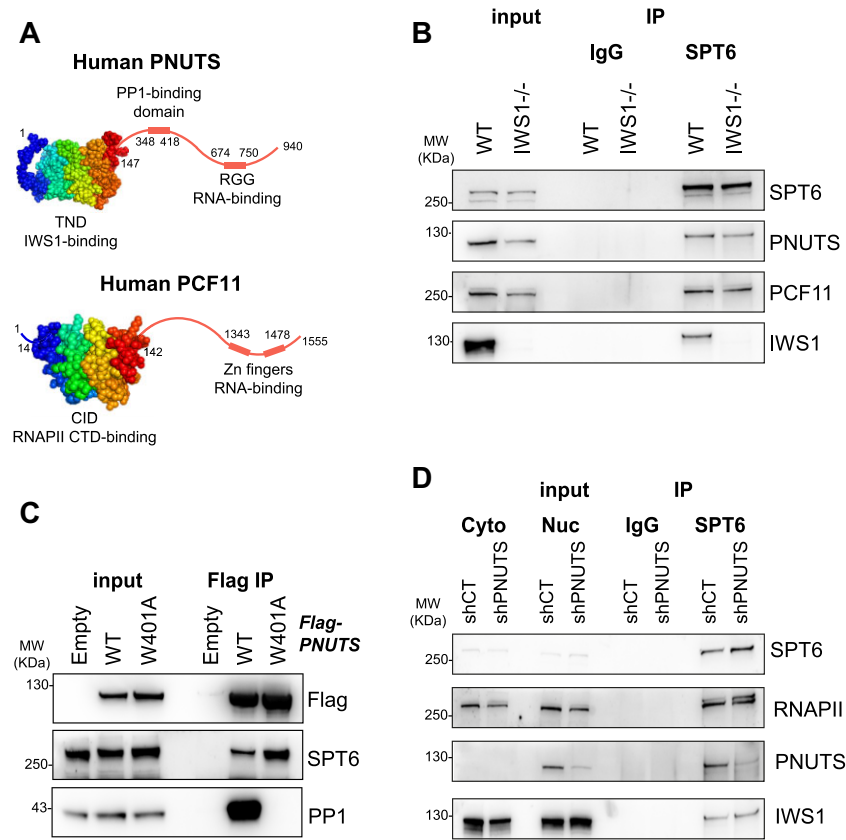 A
Human PNUTS
PP1-binding
domain
1
348 418
674 750
940
147
RGG
RNA-binding
TND
IWS1-binding
Human PCF11
1
14
142
1343 1478
1555
Zn fingers
RNA-binding
CID
RNAPII CTD-binding
B
input IP
IgG SPT6
WT IWS1-/- WT IWS1-/- WT IWS1-/-
MW
(KDa)
250 SPT6
130 PNUTS
250 PCF11
130 IWS1
C
input Flag IP
Empty WT W401A Empty WT W401A
Flag-
PNUTS
MW
(KDa)
130 Flag
250 SPT6
43 PP1
D
input IP
Cyto Nuc IgG SPT6
shCT shPNUTS shCT shPNUTS shCT shPNUTS shCT shPNUTS
MW
(KDa)
250 SPT6
250 RNAPII
130 PNUTS
130 IWS1